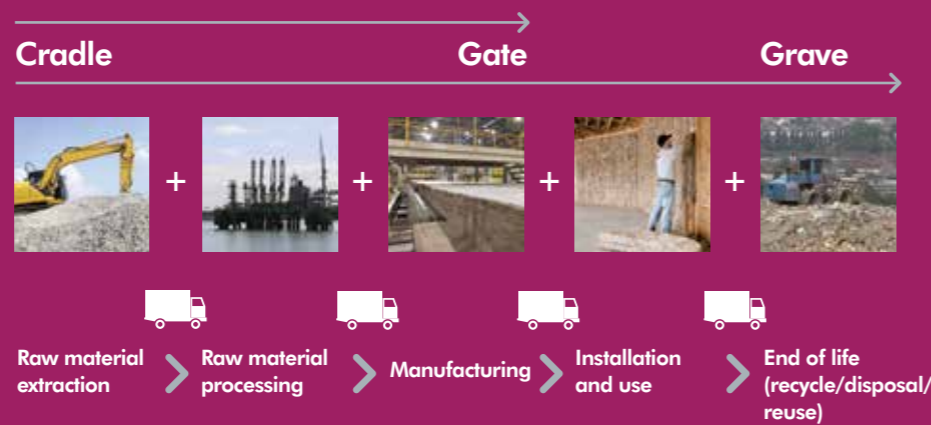 Cradle Gate Grave
+ + + +
Raw material
extraction
Raw material
processing
Manufacturing
Installation
and use
End of life
(recycle/disposal/
reuse)